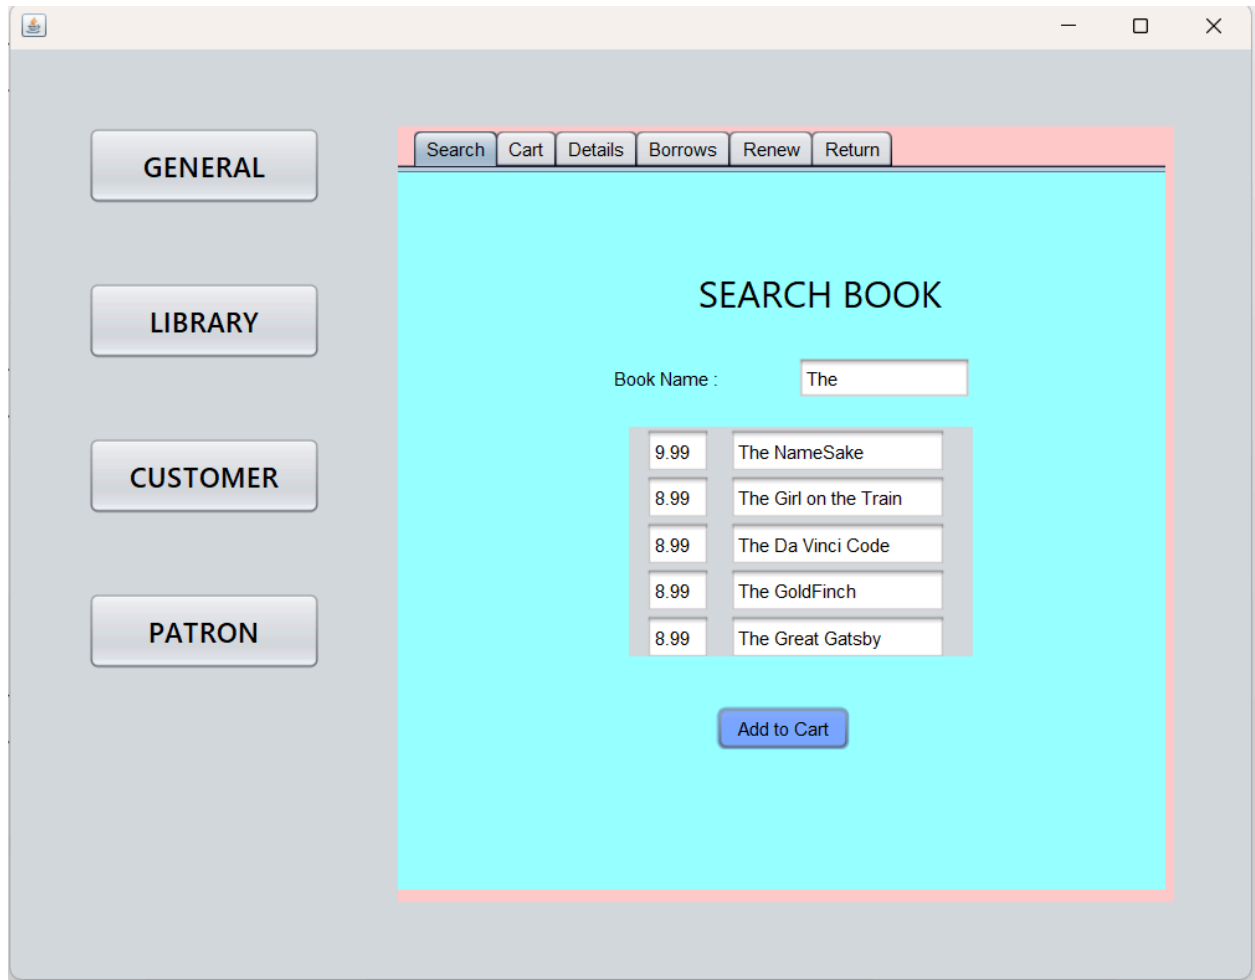 GENERAL
LIBRARY
CUSTOMER
PATRON
Search Cart Details Borrows Renew Return
SEARCH BOOK
Book Name : The
9.99 The NameSake
8.99 The Girl on the Train
8.99 The Da Vinci Code
8.99 The GoldFinch
8.99 The Great Gatsby
Add to Cart